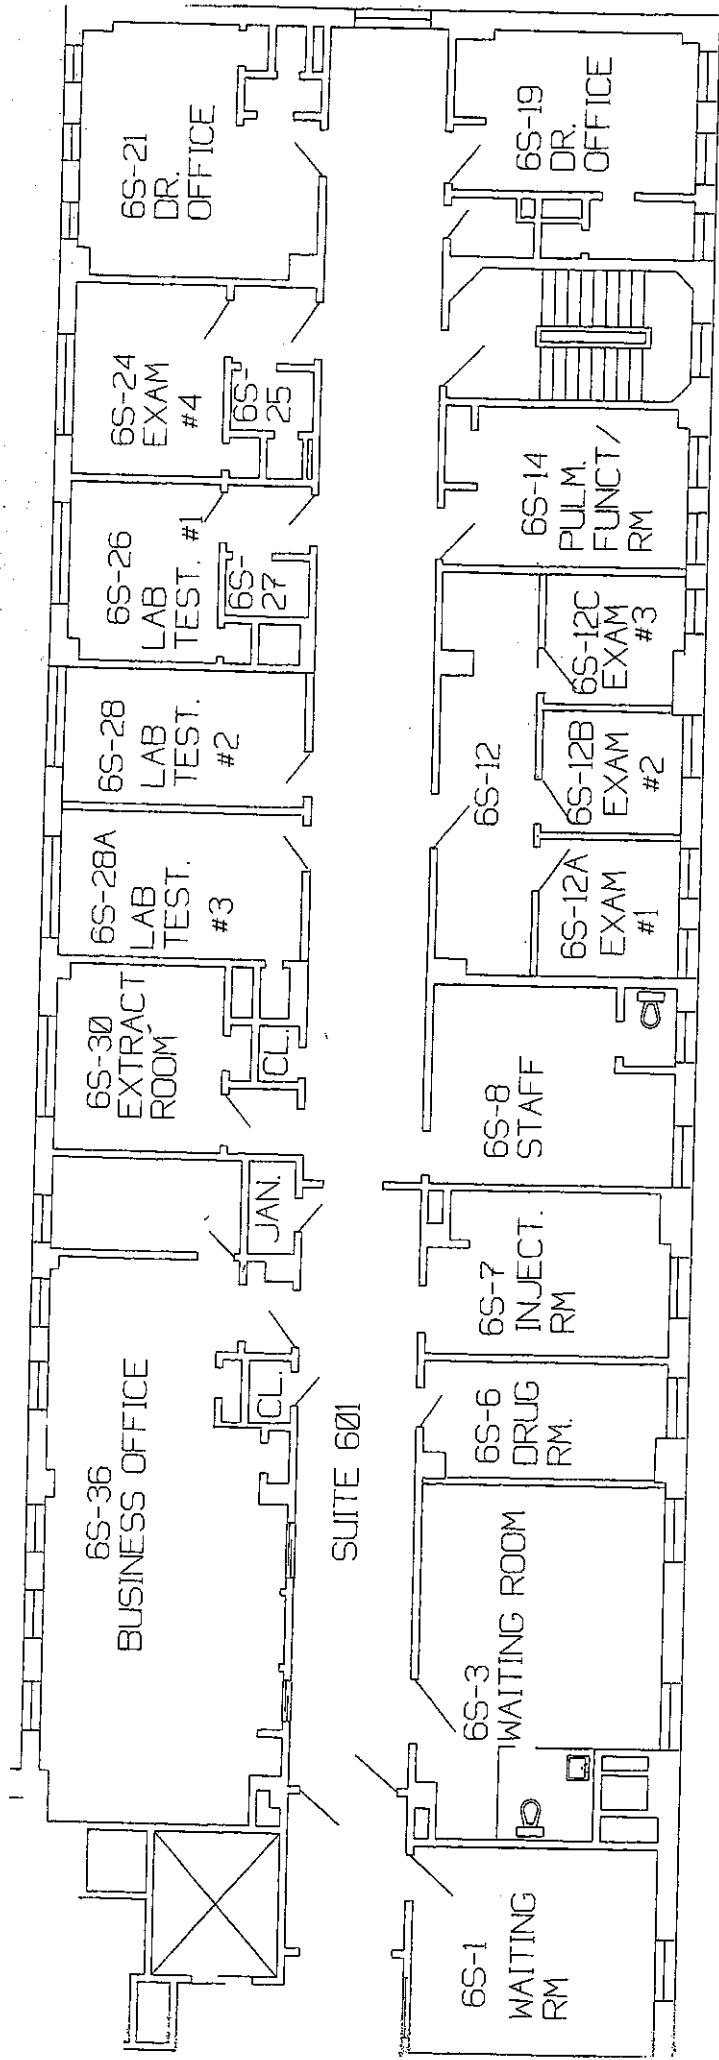 6S-21
DR.
OFFICE
6S-24
EXAM
#4
6S-
25
6S-26
LAB
TEST. #1
6S-
27
6S-28
LAB
TEST.
#2
6S-28A
LAB
TEST.
#3
6S-30
EXTRACT
ROOM
CL.
JAN.
6S-36
BUSINESS OFFICE
CL.
SUITE 601
6S-19
DR.
OFFICE
6S-14
PULM.
FUNCT/
RM
6S-12
6S-12C
EXAM
#3
6S-12B
EXAM
#2
6S-12A
EXAM
#1
6S-8
STAFF
6S-7
INJECT.
RM
6S-6
DRUG
RM.
6S-3
WAITING ROOM
6S-1
WAITING
RM